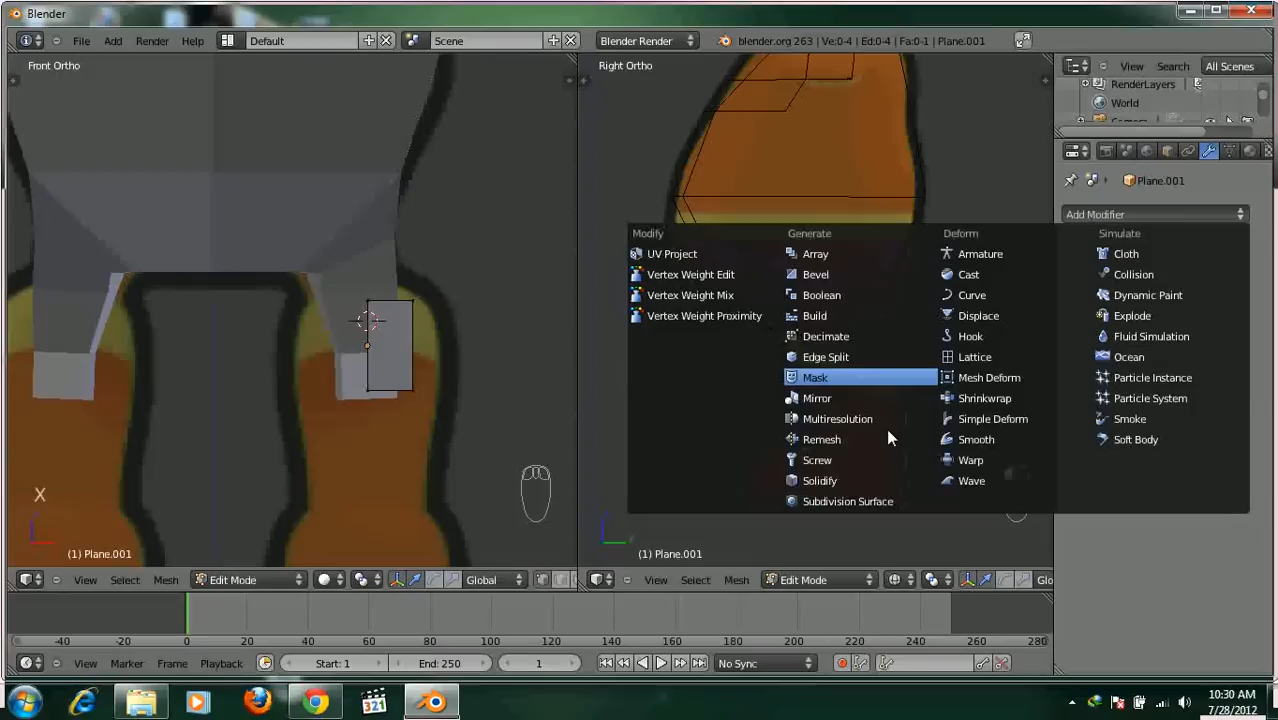 Blender
File Add Render Help Default Scene Blender Render blender.org 263 | Ve:0-4 | Ed:0-4 | Fa:0-1 | Plane.001
Front Ortho Right Ortho View Search All Scenes
RenderLayers
World
Plane.001
Add Modifier
Modify Generate Deform Simulate
UV Project Array Armature Cloth
Vertex Weight Edit Bevel Cast Collision
Vertex Weight Mix Boolean Curve Dynamic Paint
Vertex Weight Proximity Build Displace Explode
Decimate Hook Fluid Simulation
Edge Split Lattice Ocean
Mask Mesh Deform Particle Instance
Mirror Shrinkwrap Particle System
Multiresolution Simple Deform Smoke
Remesh Smooth Soft Body
Screw Warp
Solidify Wave
X
Subdivision Surface
(1) Plane.001 (1) Plane.001
View Select Mesh Edit Mode Global View Select Mesh Edit Mode Glo
-40 -20 0 20 40 60 80 100 120 140 160 180 200 220 240 260 280
View Marker Frame Playback Start: 1 End: 250 1 No Sync
321
10:30 AM
7/28/2012